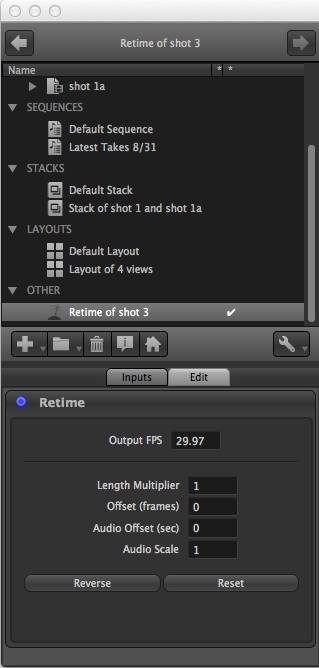 Retime of shot 3
Name * *
shot 1a
SEQUENCES
Default Sequence
Latest Takes 8/31
STACKS
Default Stack
Stack of shot 1 and shot 1a
LAYOUTS
Default Layout
Layout of 4 views
OTHER
Retime of shot 3 ✔
Inputs Edit
Retime
Output FPS 29.97
Length Multiplier 1
Offset (frames) 0
Audio Offset (sec) 0
Audio Scale 1
Reverse Reset